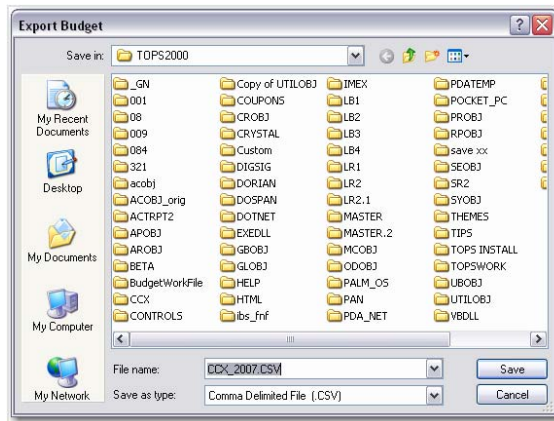 Export Budget
Save in: TOPS2000
My Recent Documents
Desktop
My Documents
My Computer
My Network
_GN
001
08
009
084
321
acobj
ACOBJ_orig
ACTRPT2
APOBJ
AROBJ
BETA
BudgetWorkFile
CCX
CONTROLS
Copy of UTILOBJ
COUPONS
CROBJ
CRYSTAL
Custom
DIGSIG
DORIAN
DOSPAN
DOTNET
EXEDLL
GBOBJ
GLOBJ
HELP
HTML
ibs_fnf
IMEX
LB1
LB2
LB3
LB4
LR1
LR2
LR2.1
MASTER
MASTER.2
MCOBJ
ODOBJ
PALM_OS
PAN
PDA_NET
PDATEMP
POCKET_PC
PROBJ
RPOBJ
save xx
SEOBJ
SR2
SYOBJ
THEMES
TIPS
TOPS INSTALL
TOPSWORK
UBOBJ
UTILOBJ
VBDLL
File name: CCX_2007.CSV Save
Save as type: Comma Delimited File (.CSV) Cancel